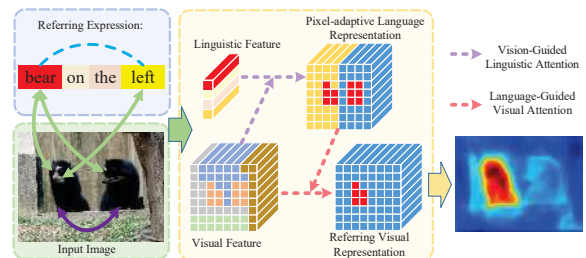 Referring Expression:
bear on the left
Input Image
Linguistic Feature
Pixel-adaptive Language
Representation
Visual Feature
Referring Visual
Representation
Vision-Guided
Linguistic Attention
Language-Guided
Visual Attention